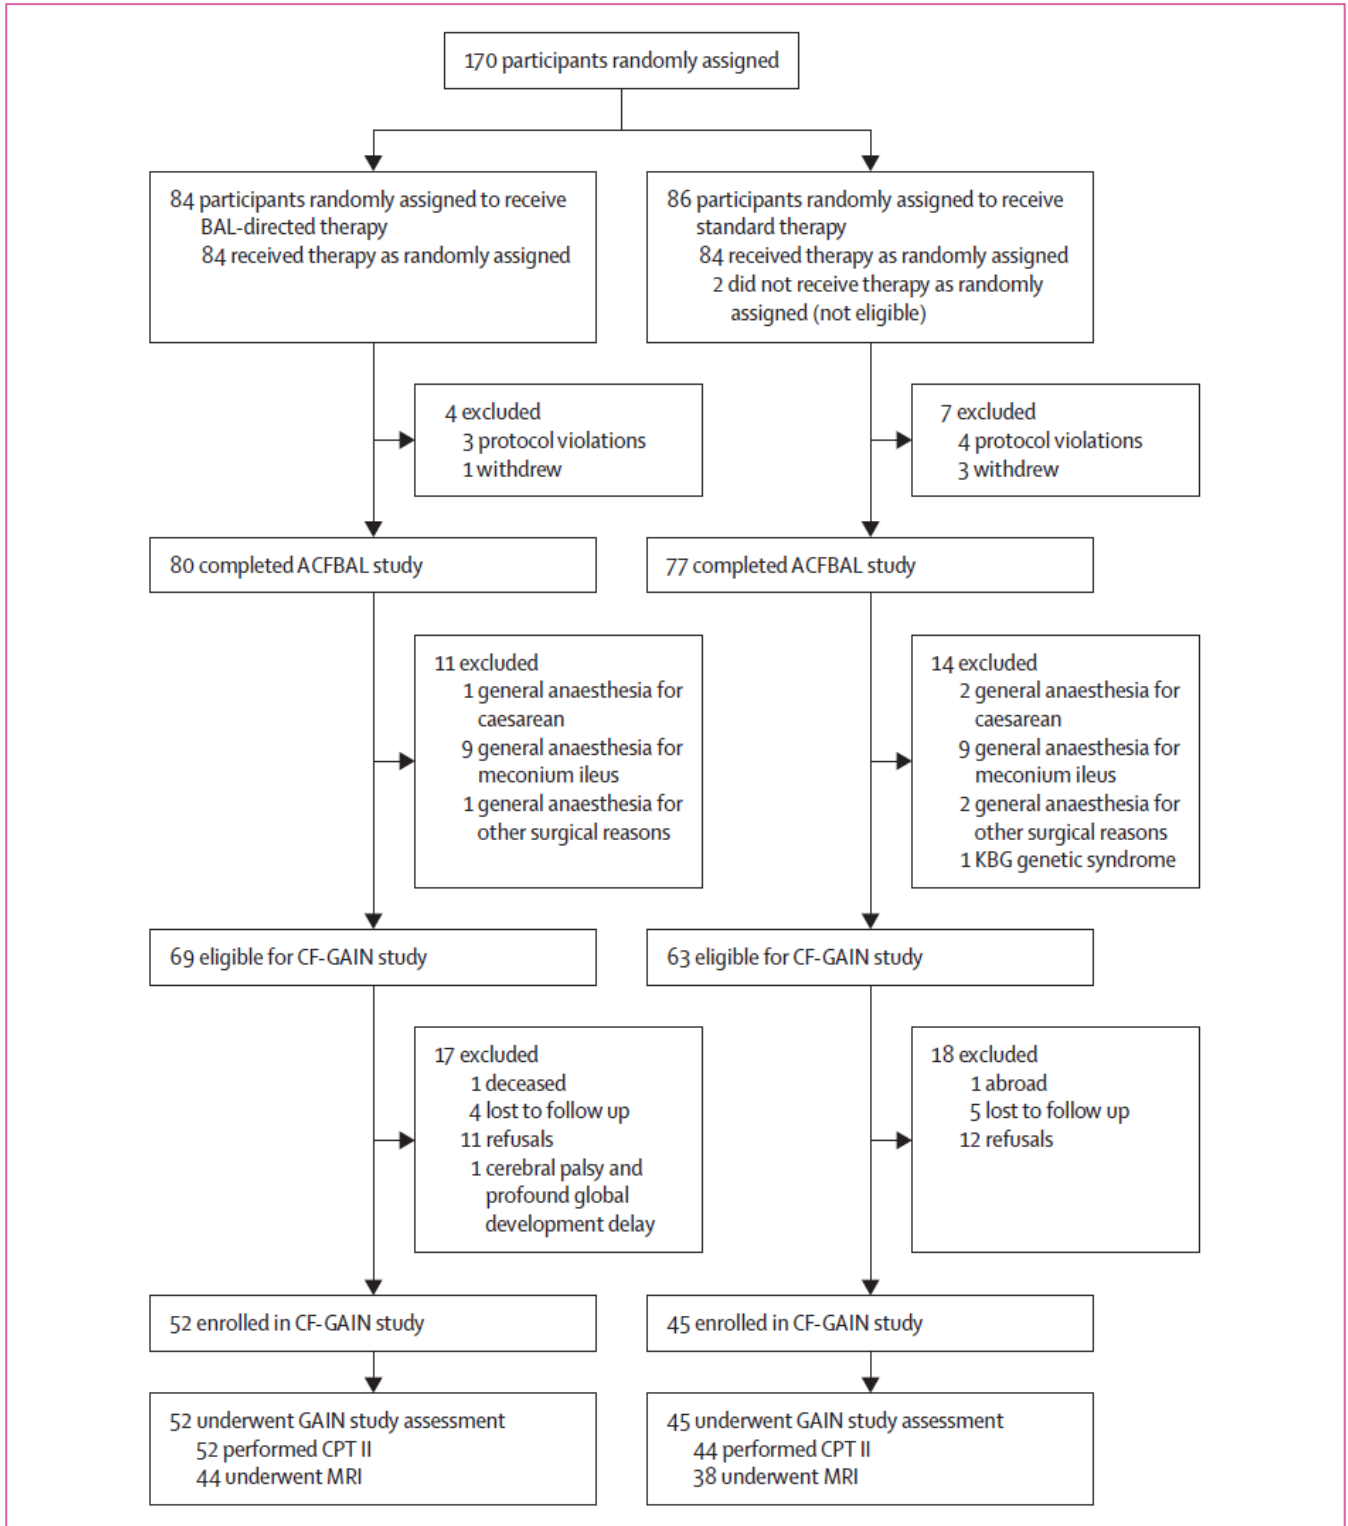 170 participants randomly assigned
84 participants randomly assigned to receive
BAL-directed therapy
84 received therapy as randomly assigned
86 participants randomly assigned to receive
standard therapy
84 received therapy as randomly assigned
2 did not receive therapy as randomly
assigned (not eligible)
4 excluded
3 protocol violations
1 withdrew
7 excluded
4 protocol violations
3 withdrew
80 completed ACFBAL study
77 completed ACFBAL study
11 excluded
1 general anaesthesia for
caesarean
9 general anaesthesia for
meconium ileus
1 general anaesthesia for
other surgical reasons
14 excluded
2 general anaesthesia for
caesarean
9 general anaesthesia for
meconium ileus
2 general anaesthesia for
other surgical reasons
1 KBG genetic syndrome
69 eligible for CF-GAIN study
63 eligible for CF-GAIN study
17 excluded
1 deceased
4 lost to follow up
11 refusals
1 cerebral palsy and
profound global
development delay
18 excluded
1 abroad
5 lost to follow up
12 refusals
52 enrolled in CF-GAIN study
45 enrolled in CF-GAIN study
52 underwent GAIN study assessment
52 performed CPT II
44 underwent MRI
45 underwent GAIN study assessment
44 performed CPT II
38 underwent MRI